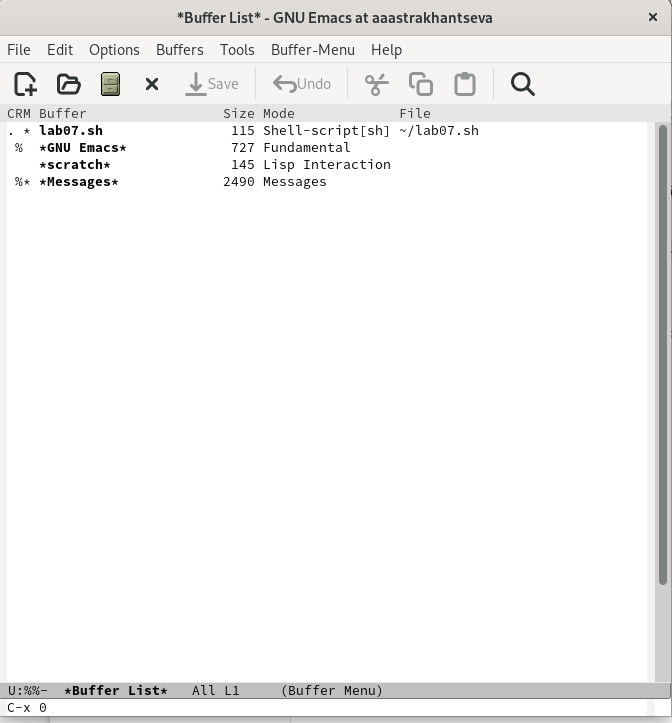 *Buffer List* - GNU Emacs at aaastrakhantseva ×
File Edit Options Buffers Tools Buffer-Menu Help
Save Undo
CRM Buffer Size Mode File
. * lab07.sh 115 Shell-script[sh] ~/lab07.sh
% *GNU Emacs* 727 Fundamental
*scratch* 145 Lisp Interaction
%* *Messages* 2490 Messages
U:%%- *Buffer List* All L1 (Buffer Menu)
C-x 0